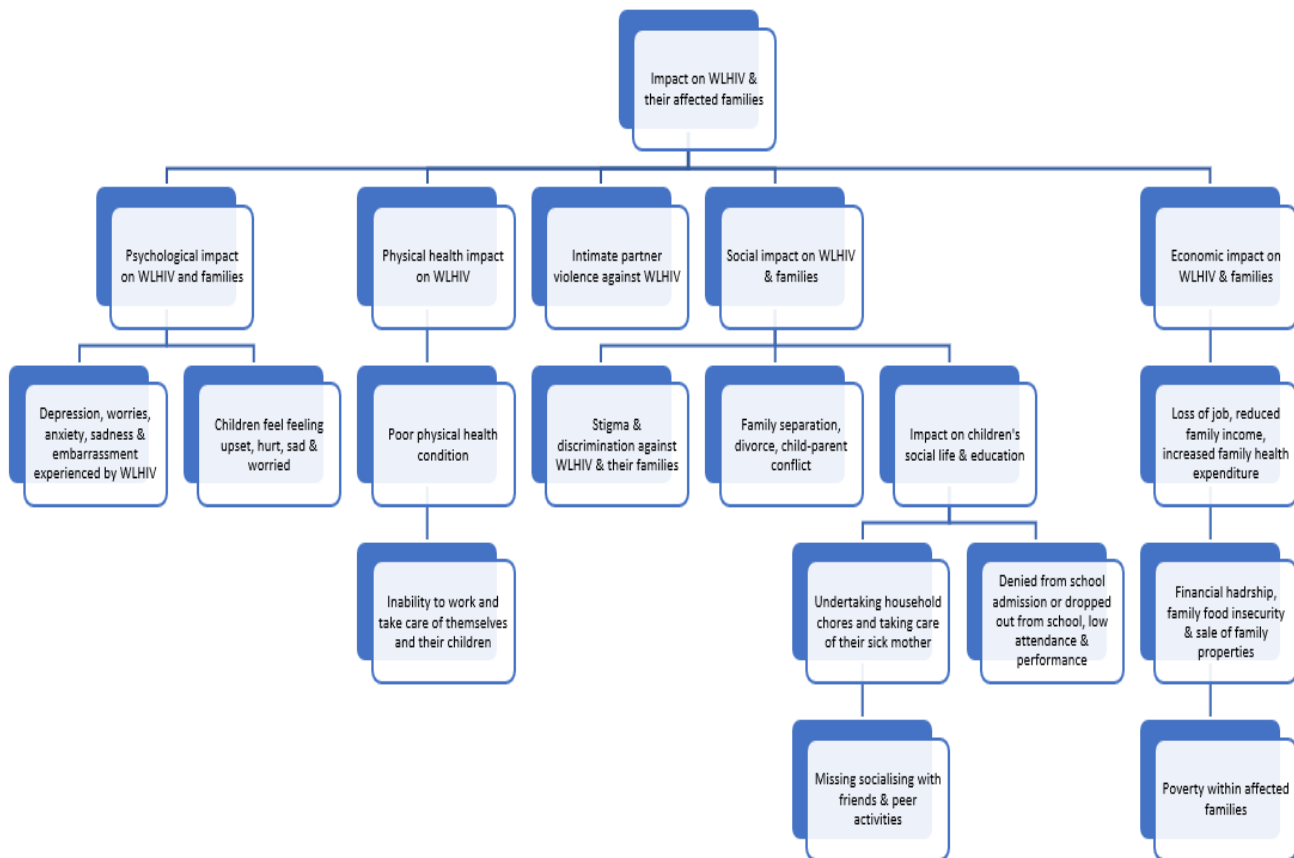 Impact on WLHIV &
their affected families
Psychological impact
on WLHIV and families
Physical health impact
on WLHIV
Intimate partner
violence against WLHIV
Social impact on WLHIV
& families
Economic impact on
WLHIV & families
Depression, worries,
anxiety, sadness &
embarrassment
experienced by WLHIV
Children feel feeling
upset, hurt, sad &
worried
Poor physical health
condition
Stigma &
discrimination against
WLHIV & their families
Family separation,
divorce, child-parent
conflict
Impact on children's
social life & education
Loss of job, reduced
family income,
increased family health
expenditure
Inability to work and
take care of themselves
and their children
Undertaking household
chores and taking care
of their sick mother
Denied from school
admission or dropped
out from school, low
attendance &
performance
Financial hadrship,
family food insecurity
& sale of family
properties
Missing socialising with
friends & peer
activities
Poverty within affected
families